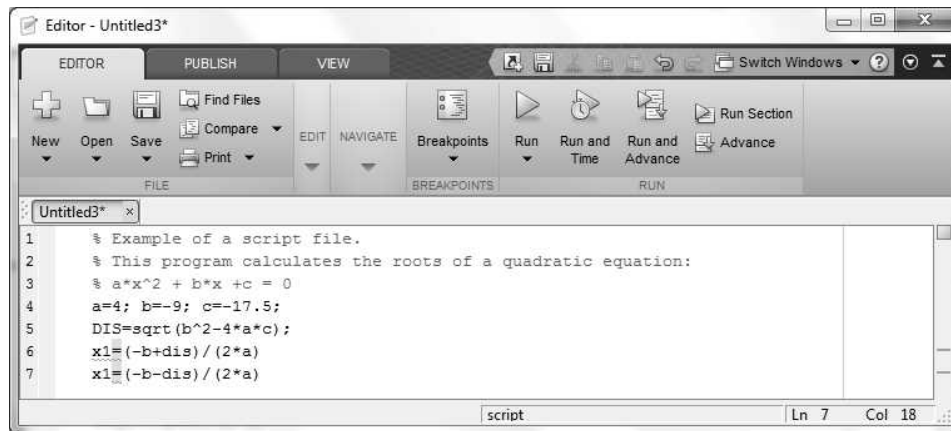 Editor - Untitled3*
EDITOR PUBLISH VIEW Switch Windows ?
New Open Save Find Files Compare Print EDIT NAVIGATE Breakpoints Run Run and Time Run and Advance Run Section Advance
FILE BREAKPOINTS RUN
Untitled3* ×
1 % Example of a script file.
2 % This program calculates the roots of a quadratic equation:
3 % a*x^2 + b*x +c = 0
4 a=4; b=-9; c=-17.5;
5 DIS=sqrt(b^2-4*a*c);
6 x1=(-b+dis)/(2*a)
7 x1=(-b-dis)/(2*a)
script Ln 7 Col 18